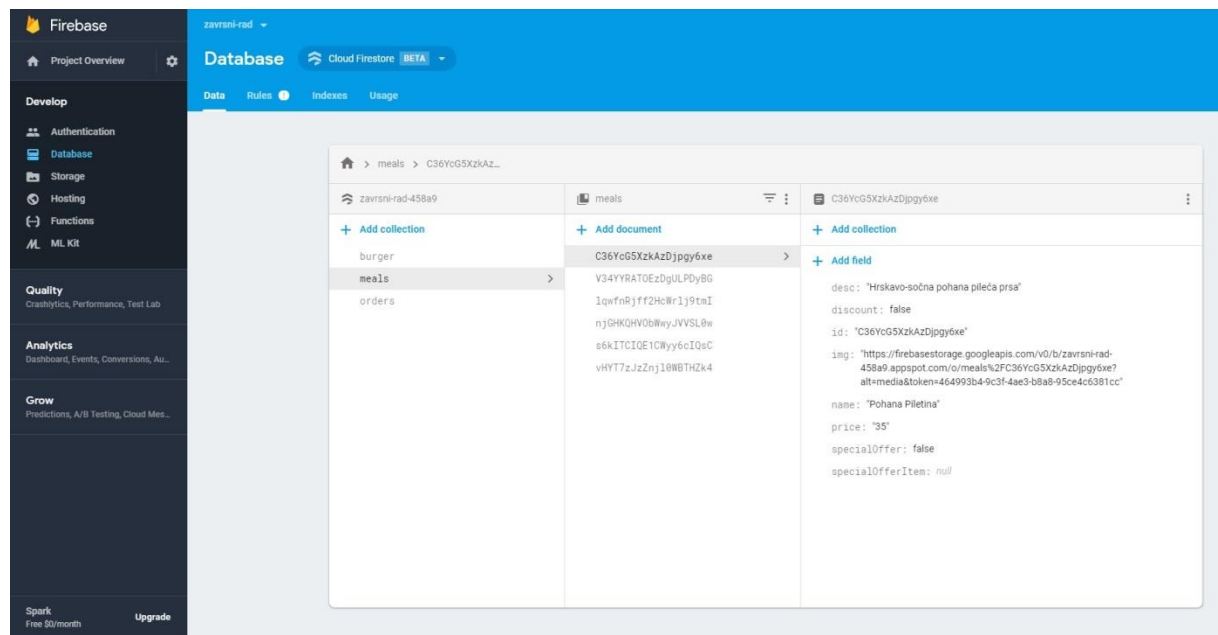 Firebase
Project Overview
Develop
Authentication
Database
Storage
Hosting
Functions
ML Kit
Quality
Crashlytics, Performance, Test Lab
Analytics
Dashboard, Events, Conversions, Au...
Grow
Predictions, A/B Testing, Cloud Mes...
Spark
Free $0/month
Upgrade
zavrsni-rad
Database Cloud Firestore BETA
Data Rules Indexes Usage
> meals > C36YcG5XzkAz...
zavrsni-rad-458a9
+ Add collection
burger
meals >
orders
meals
+ Add document
C36YcG5XzkAzDjpgy6xe >
V34YYRATOEzDgULPDyBG
1qwfnRjff2HcWr1j9tmI
njGHKQHVObWwyJVVSL0w
s6kITCIQE1CWyy6cIQsC
vHYT7zJzZnjl0WBTHZk4
C36YcG5XzkAzDjpgy6xe
+ Add collection
+ Add field
desc: "Hrskavo-sočna pohana pileća prsa"
discount: false
id: "C36YcG5XzkAzDjpgy6xe"
img: "https://firebasestorage.googleapis.com/v0/b/zavrsni-rad-
458a9.appspot.com/o/meals%2FC36YcG5XzkAzDjpgy6xe?
alt=media&token=464993b4-9c3f-4ae3-b8a8-95ce4c6381cc"
name: "Pohana Piletina"
price: "35"
specialOffer: false
specialOfferItem: null